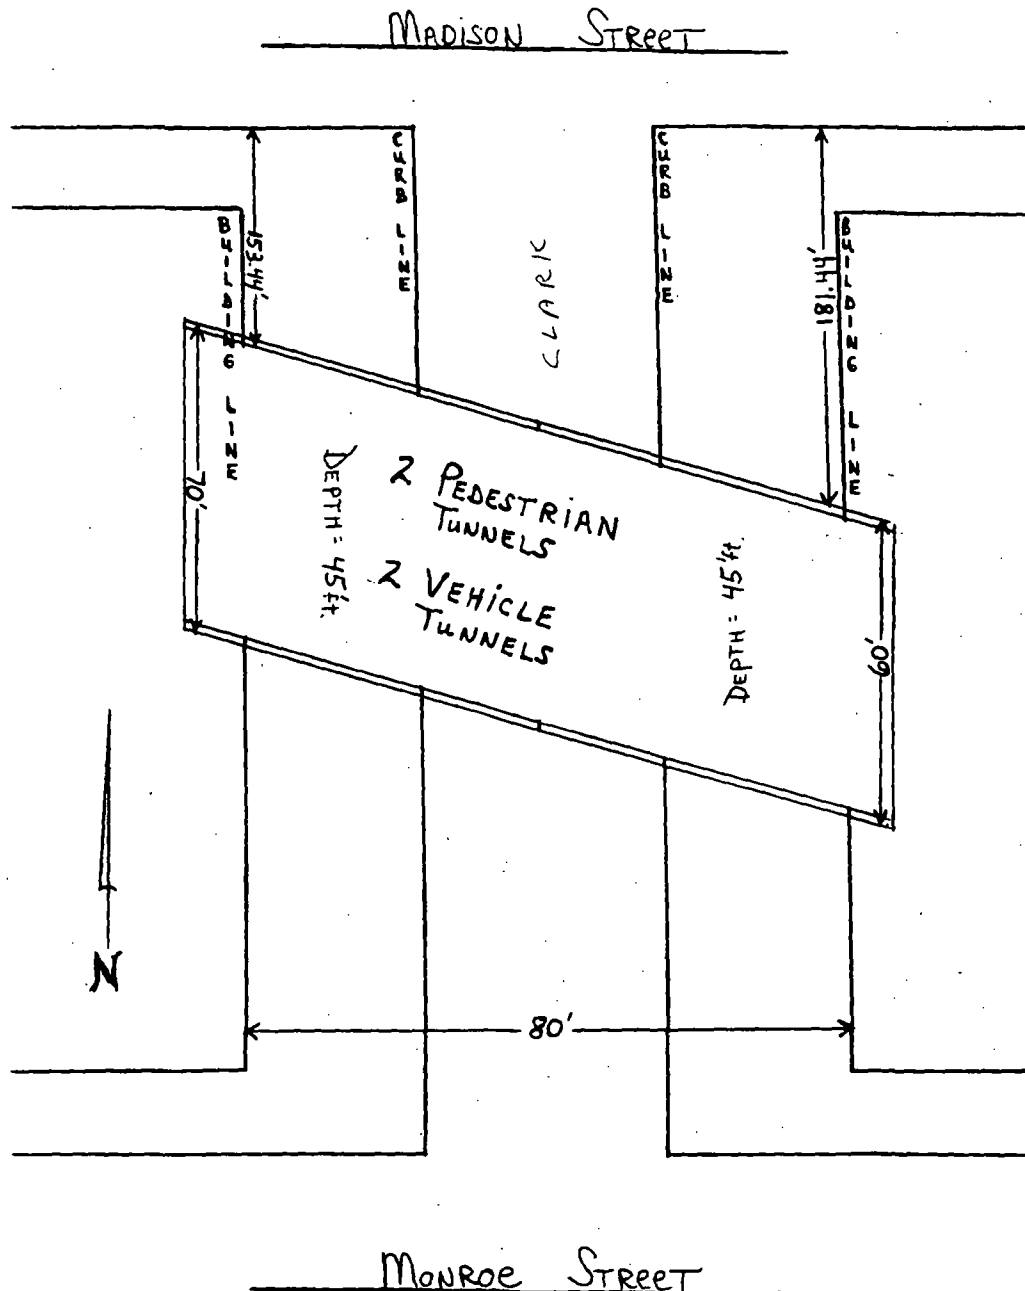 MADISON STREET
CURB LINE
CURB LINE
BUILDING LINE
153.44'
CLARK
181.44'
BUILDING LINE
70'
DEPTH = 45'ft.
2 PEDESTRIAN
TUNNELS
2 VEHICLE
TUNNELS
DEPTH = 45'ft.
60'
N
80'
MONROE STREET